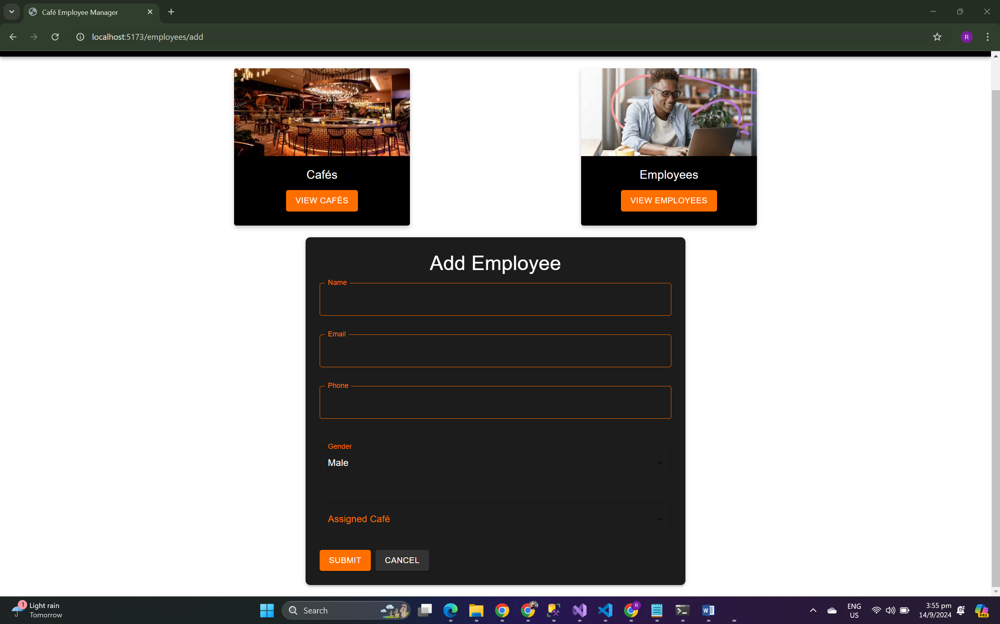 Café Employee Manager
localhost:5173/employees/add
R
Cafés
VIEW CAFÉS
Employees
VIEW EMPLOYEES
Add Employee
Name
Email
Phone
Gender
Male
Assigned Café
SUBMIT
CANCEL
1
Light rain
Tomorrow
Search
R
ENG
US
3:55 pm
14/9/2024
PRE